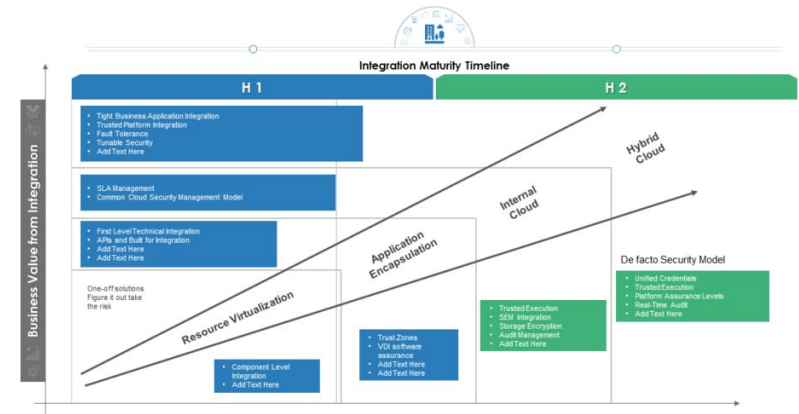 Integration Maturity Timeline
H 1
H 2
Business Value from Integration
Tight Business Application Integration
Trusted Platform Integration
Fault Tolerance
Tunable Security
Add Text Here
SLA Management
Common Cloud Security Management Model
First Level Technical Integration
APIs and Built for Integration
Add Text Here
Add Text Here
One-off solutions
Figure it out take
the risk
Resource Virtualization
Application
Encapsulation
Internal
Cloud
Hybrid
Cloud
Component Level
Integration
Add Text Here
Trust Zones
VDI software
assurance
Add Text Here
Add Text Here
Trusted Execution
SEM Integration
Storage Encryption
Audit Management
Add Text Here
De facto Security Model
Unified Credentials
Trusted Execution
Platform Assurance Levels
Real-Time Audit
Add Text Here